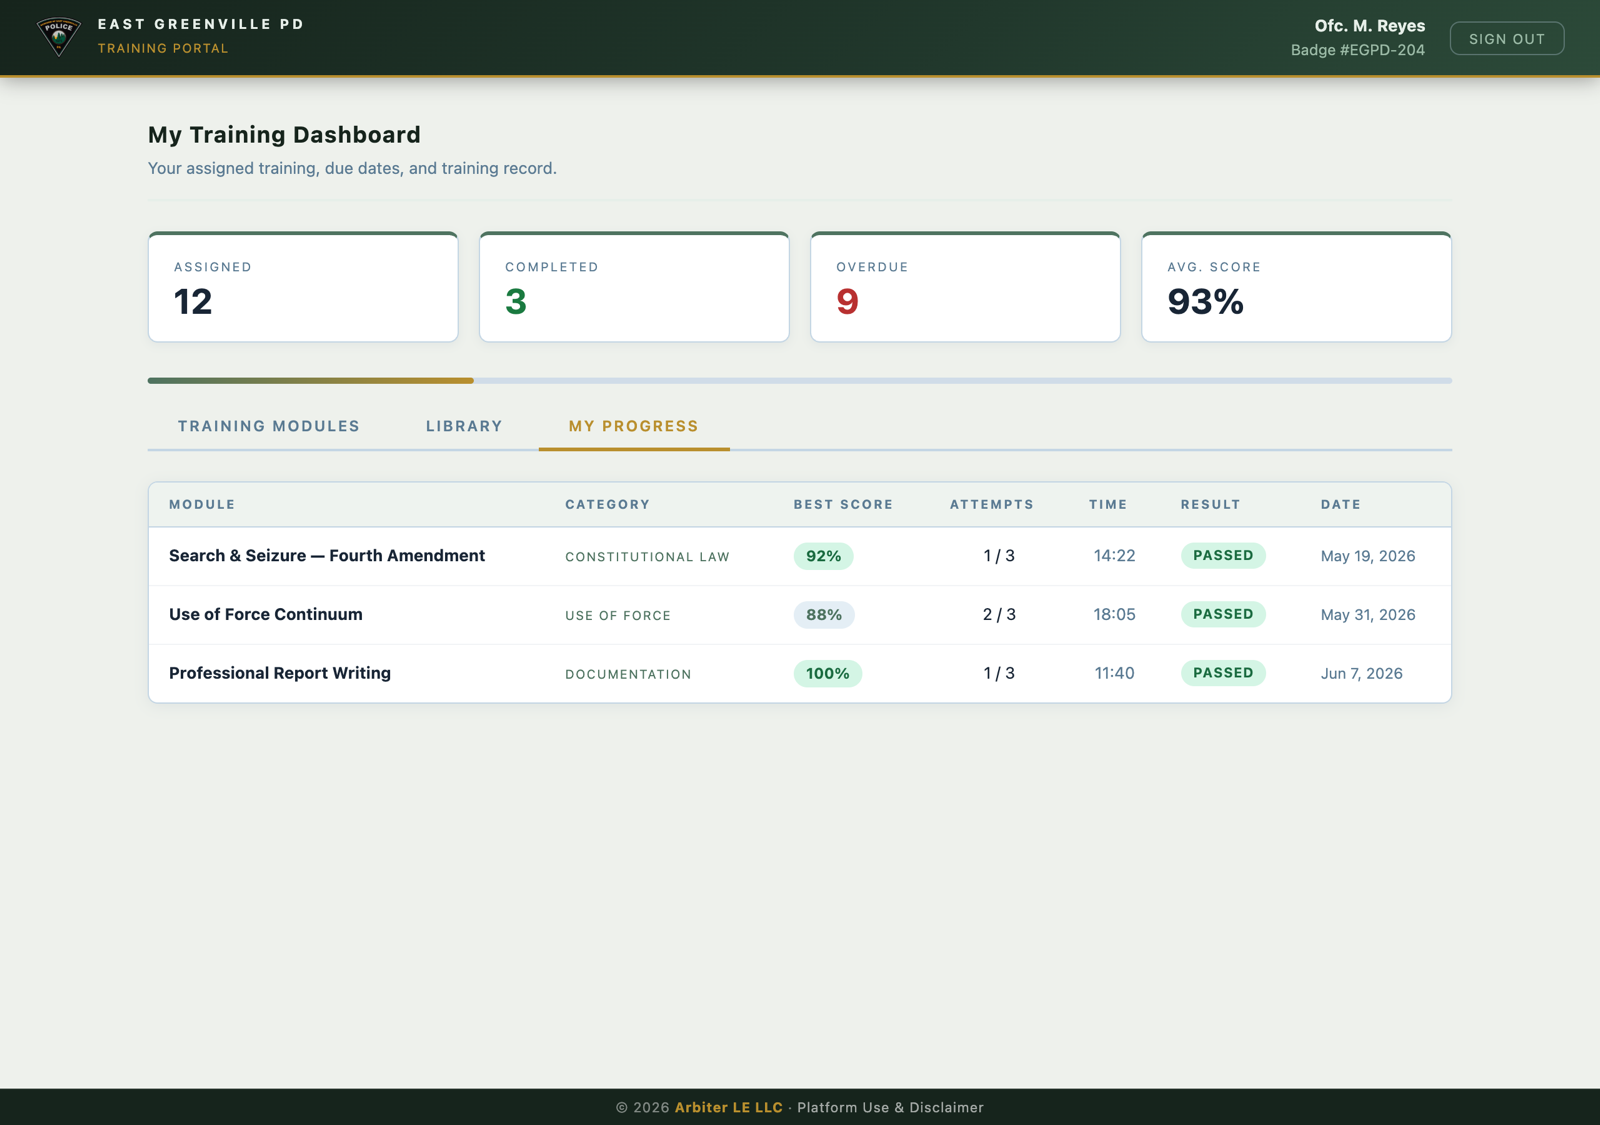 POLICE
EAST GREENVILLE PD
TRAINING PORTAL
Ofc. M. Reyes
Badge #EGPD-204
SIGN OUT
My Training Dashboard
Your assigned training, due dates, and training record.
ASSIGNED
12
COMPLETED
3
OVERDUE
9
AVG. SCORE
93%
TRAINING MODULES LIBRARY MY PROGRESS
MODULE CATEGORY BEST SCORE ATTEMPTS TIME RESULT DATE
Search & Seizure — Fourth Amendment CONSTITUTIONAL LAW 92% 1 / 3 14:22 PASSED May 19, 2026
Use of Force Continuum USE OF FORCE 88% 2 / 3 18:05 PASSED May 31, 2026
Professional Report Writing DOCUMENTATION 100% 1 / 3 11:40 PASSED Jun 7, 2026
© 2026 Arbiter LE LLC · Platform Use & Disclaimer